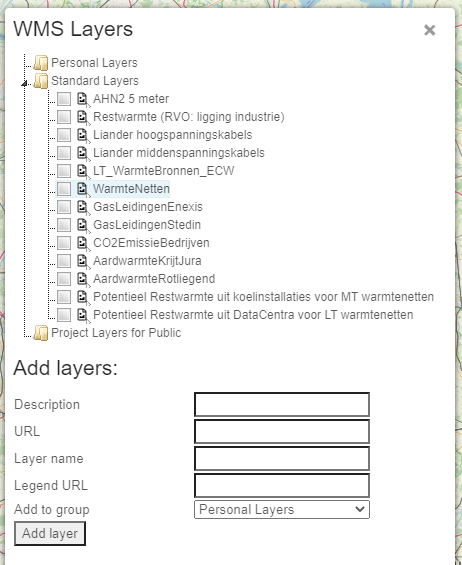 WMS Layers
×
Personal Layers
Standard Layers
AHN2 5 meter
Restwarmte (RVO: ligging industrie)
Liander hoogspanningskabels
Liander middenspanningskabels
LT_WarmteBronnen_ECW
WarmteNetten
GasLeidingenEnexis
GasLeidingenStedin
CO2EmissieBedrijven
AardwarmteKrijtJura
AardwarmteRotliegend
Potentieel Restwarmte uit koelinstallaties voor MT warmtenetten
Potentieel Restwarmte uit DataCentra voor LT warmtenetten
Project Layers for Public
Add layers:
Description
URL
Layer name
Legend URL
Add to group Personal Layers
Add layer